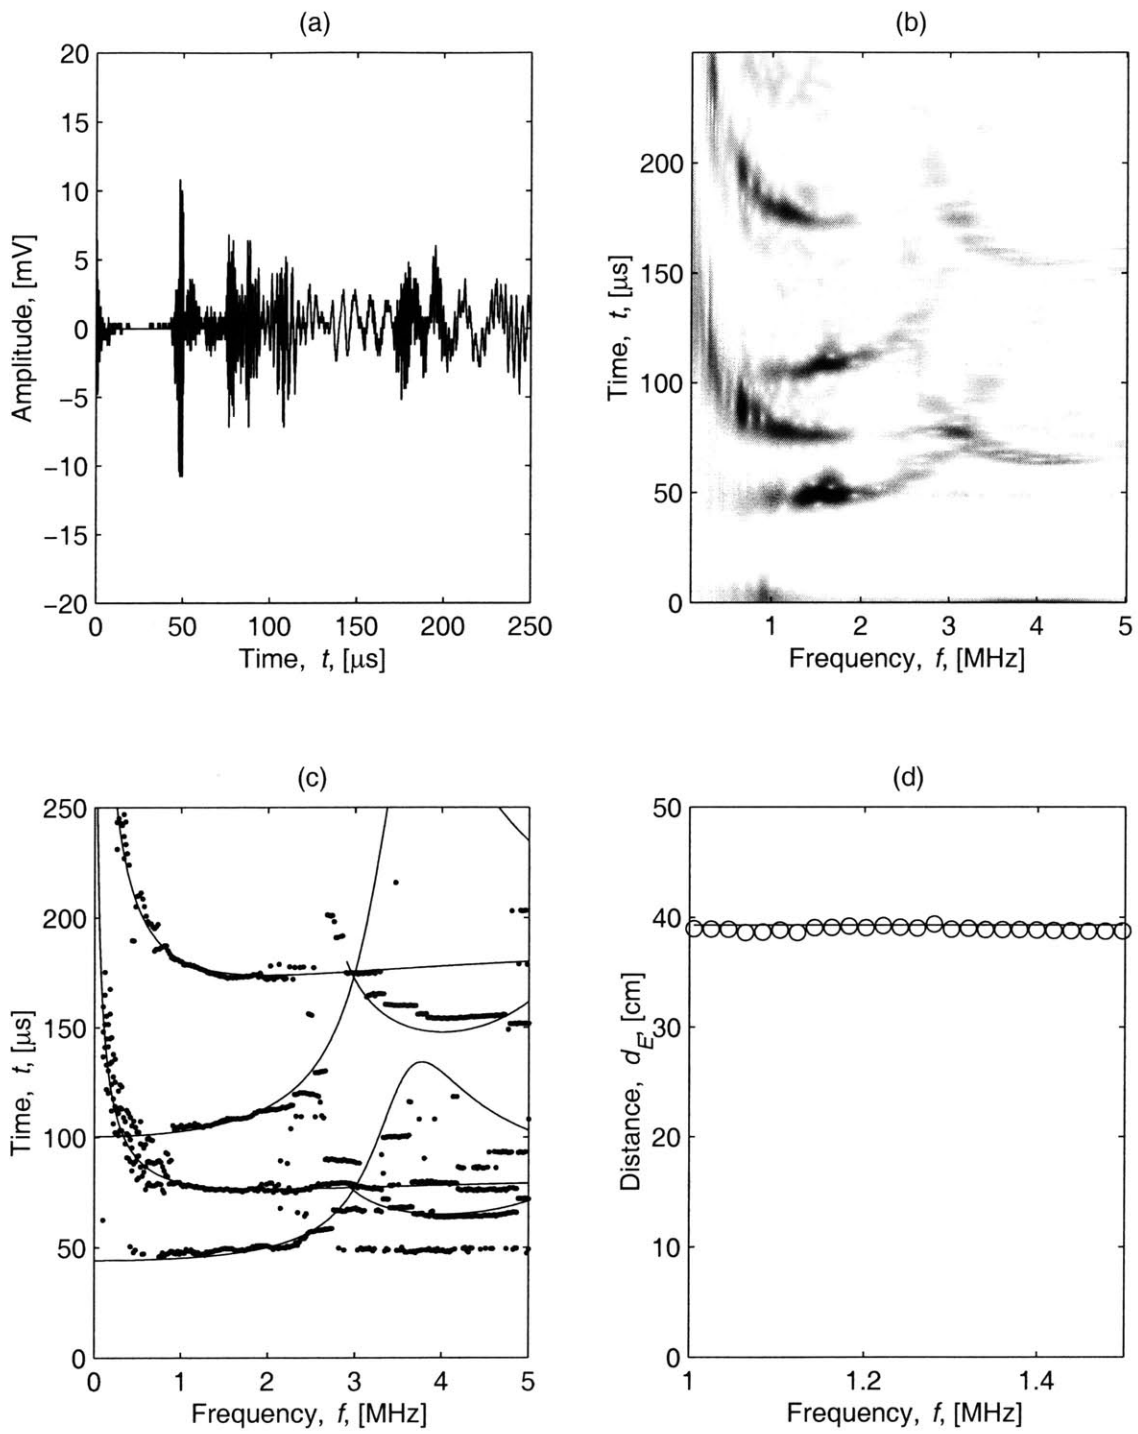 (a)
20
15
10
5
0
−5
−10
−15
−20
Amplitude, [mV]
0 50 100 150 200 250
Time, t, [μs]
(b)
200
150
100
50
0
Time, t, [μs]
1 2 3 4 5
Frequency, f, [MHz]
(c)
250
200
150
100
50
0
Time, t, [μs]
0 1 2 3 4 5
Frequency, f, [MHz]
(d)
50
40
30
20
10
0
Distance, dE, [cm]
1 1.2 1.4
Frequency, f, [MHz]